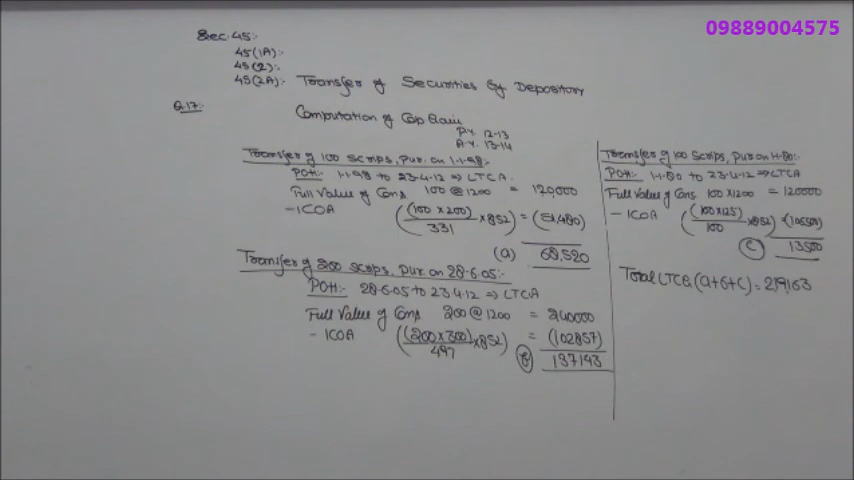 09889004575
Sec. 45:-
45(1A):-
45(2):-
45(2A):- Transfer of Securities by Depository
Q.17:-
Computation of Cap Gain
P.Y. 12-13
A.Y. 13-14
Transfer of 100 Scrips, Pur. on 1-1-98:-
POH:- 1-1-98 to 23-4-12 ⇒ LTCA.
Full Value of Cons 100 @ 1200 = 120,000
- ICOA ((100 x 200)/331 x 852) = (51,480)
(a) 68,520
Transfer of 200 Scrips, Pur on 28.6.05:-
POH:- 28-6-05 to 23-4-12 ⇒ LTCA
Full Value of Cons 200 @ 1200 = 240000
- ICOA ((200 x 300)/497 x 852) = (102857)
(b) 137143
Transfer of 100 Scrips, Pur on 1-1-80:-
POH:- 1-1-80 to 23-4-12 ⇒ LTCA
Full Value of Cons 100 x 1200 = 120000
- ICOA ((100 x 125)/100 x 852) = (106500)
(c) 13500
Total LTCG (a+b+c) = 219163